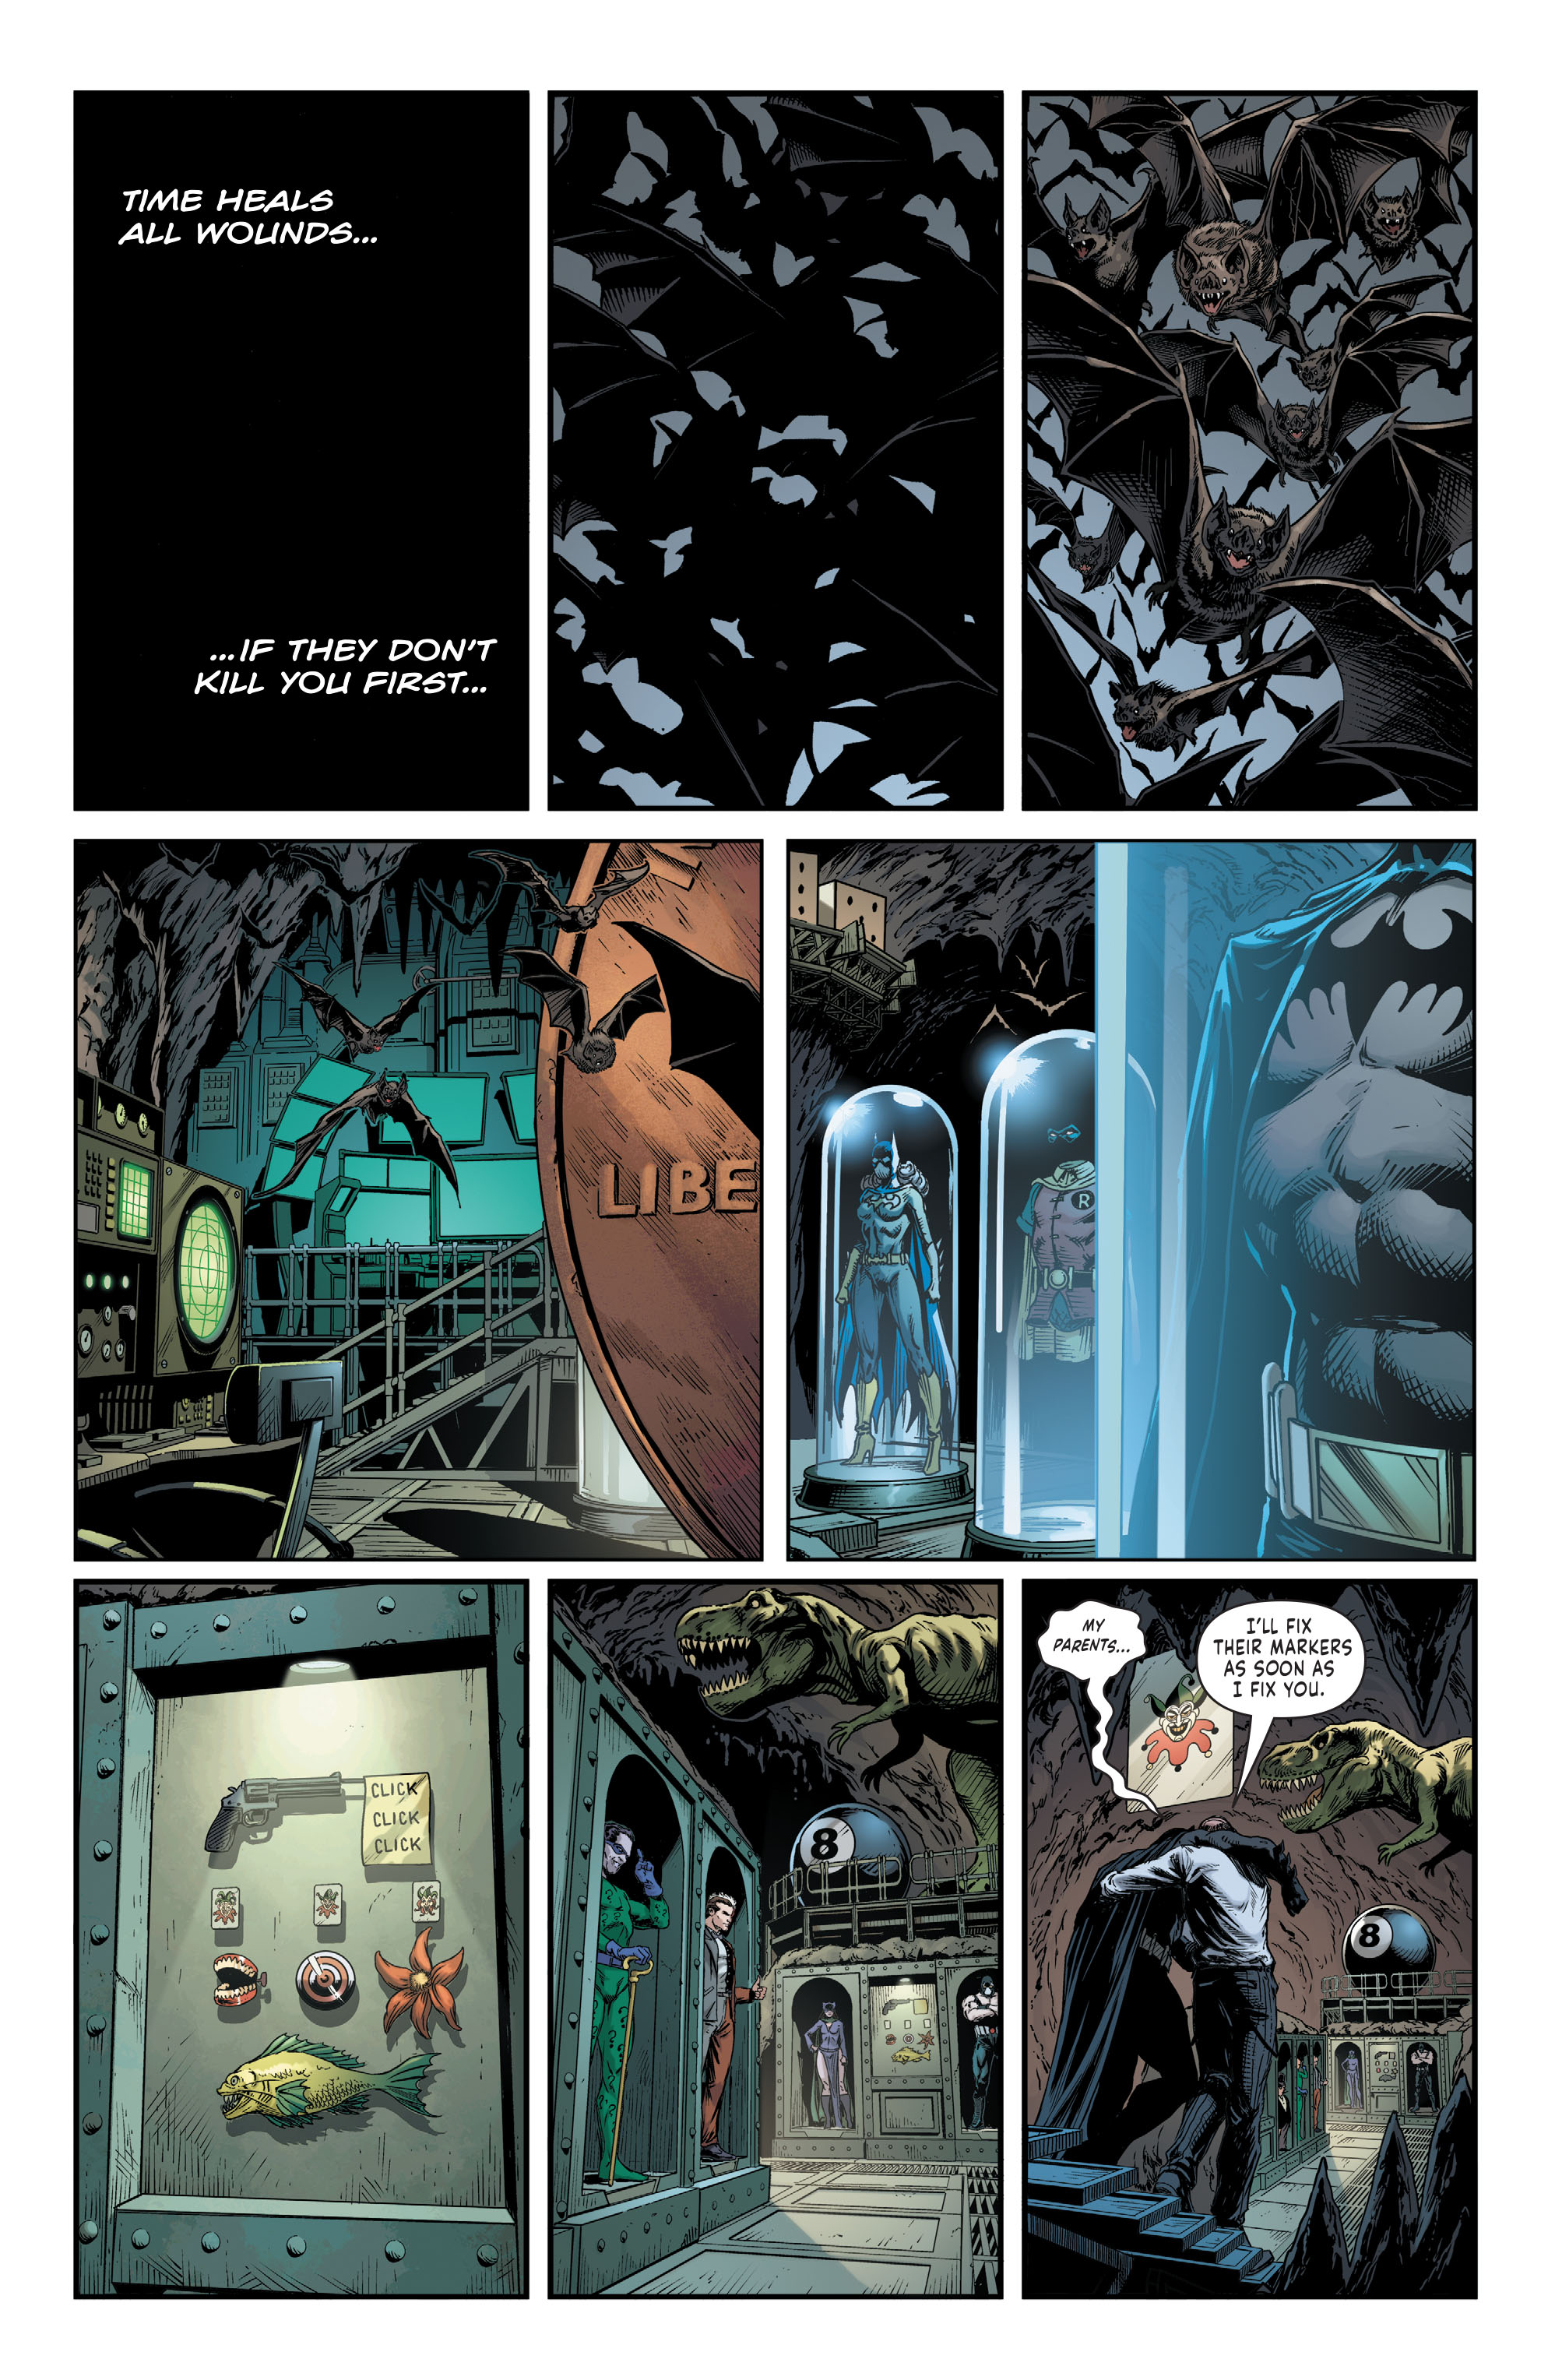 TIME HEALS
ALL WOUNDS...
...IF THEY DON'T
KILL YOU FIRST...
LIBE
R
CLICK
CLICK
CLICK
8
MY
PARENTS...
I'LL FIX
THEIR MARKERS
AS SOON AS
I FIX YOU.
8